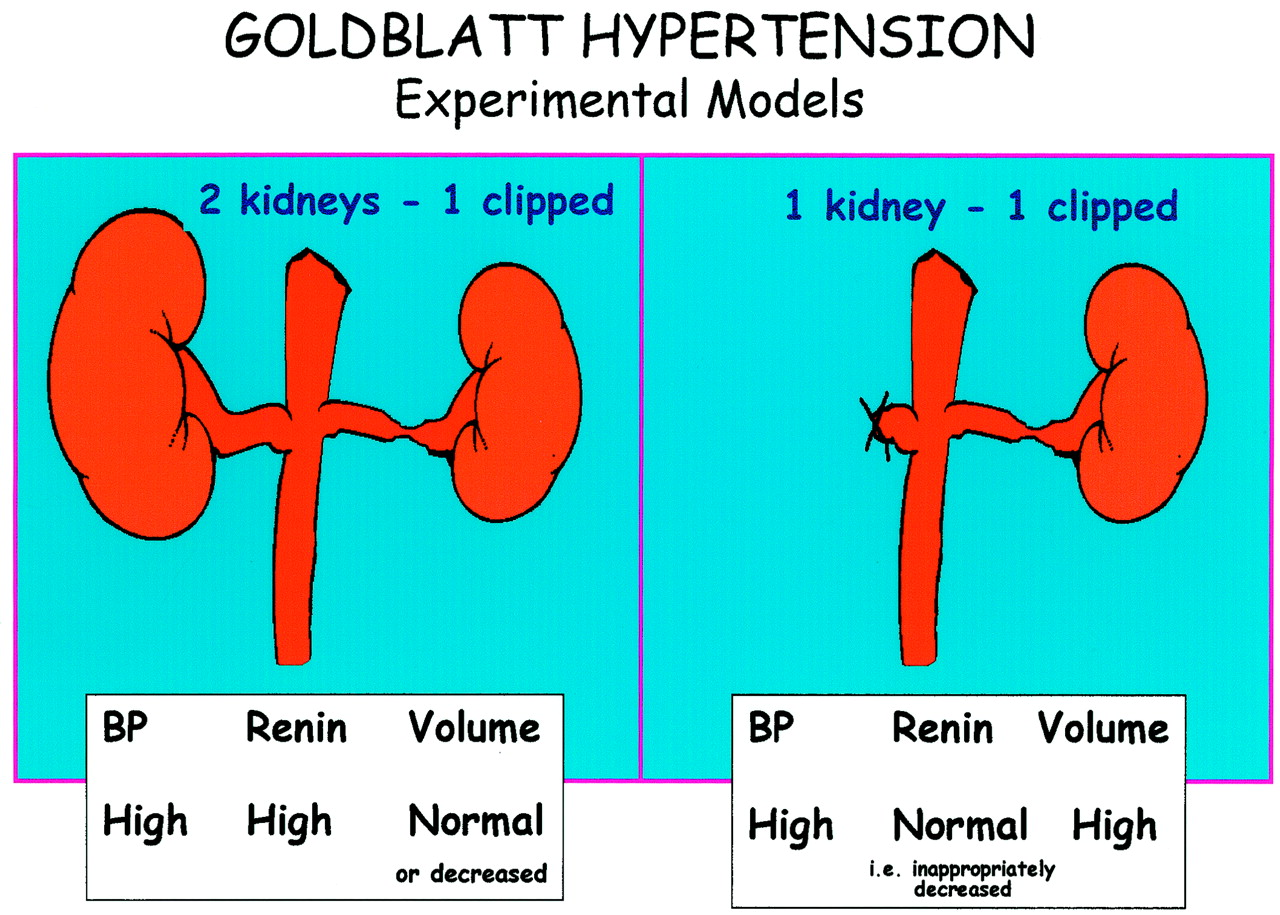 GOLDBLATT HYPERTENSION
Experimental Models
2 kidneys - 1 clipped
BP Renin Volume
High High Normal
or decreased
1 kidney - 1 clipped
BP Renin Volume
High Normal High
i.e. inappropriately
decreased